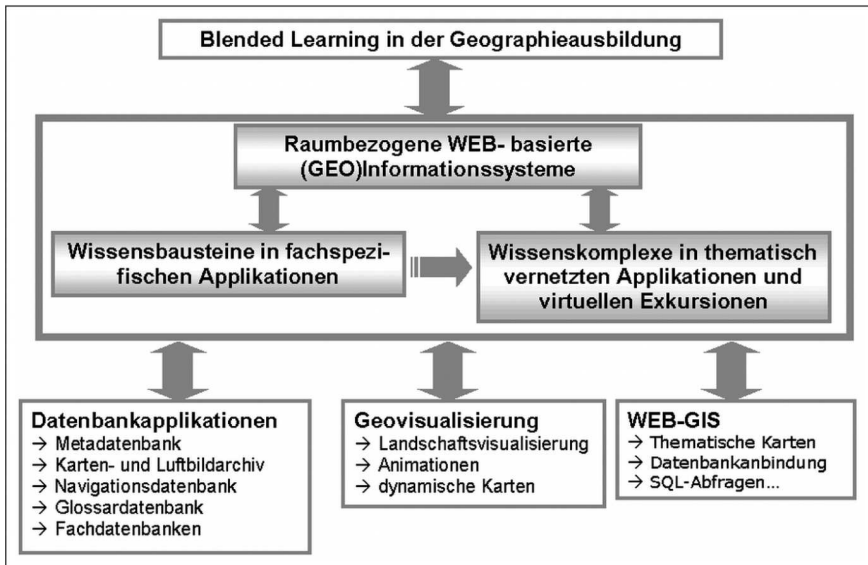 Blended Learning in der Geographieausbildung
Raumbezogene WEB- basierte
(GEO)Informationssysteme
Wissensbausteine in fachspezi-
fischen Applikationen
Wissenskomplexe in thematisch
vernetzten Applikationen und
virtuellen Exkursionen
Datenbankapplikationen
→ Metadatenbank
→ Karten- und Luftbildarchiv
→ Navigationsdatenbank
→ Glossardatenbank
→ Fachdatenbanken
Geovisualisierung
→ Landschaftsvisualisierung
→ Animationen
→ dynamische Karten
WEB-GIS
→ Thematische Karten
→ Datenbankanbindung
→ SQL-Abfragen...